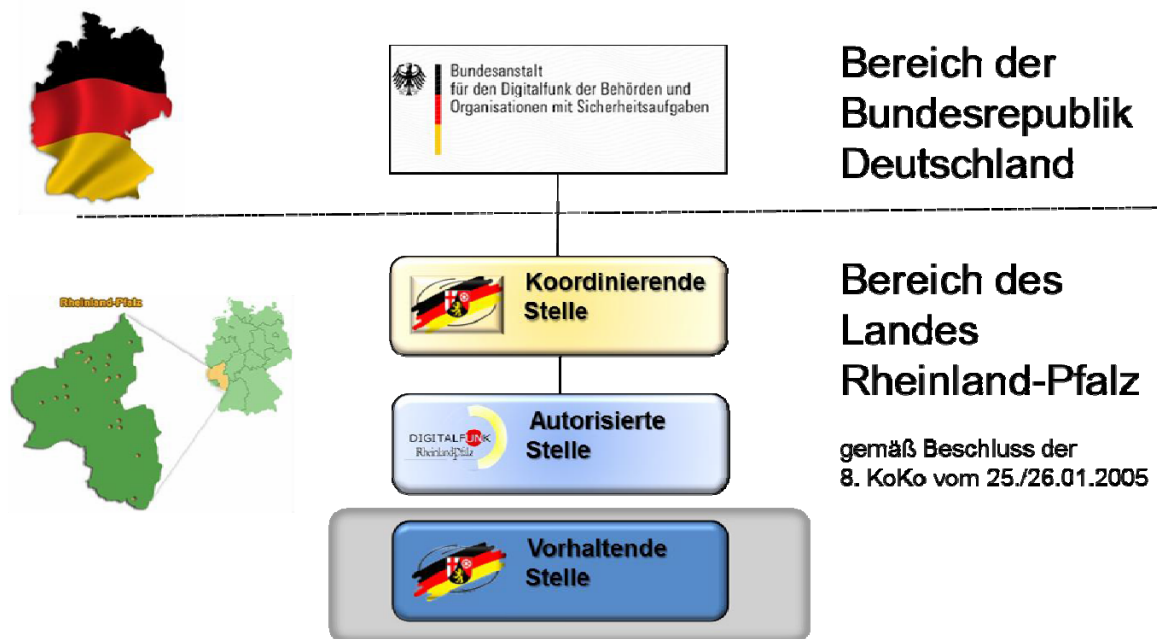 Bundesanstalt
für den Digitalfunk der Behörden und
Organisationen mit Sicherheitsaufgaben
Bereich der
Bundesrepublik
Deutschland
Rheinland-Pfalz
Koordinierende
Stelle
Bereich des
Landes
Rheinland-Pfalz
gemäß Beschluss der
8. KoKo vom 25./26.01.2005
DIGITALFUNK
Rheinland-Pfalz
Autorisierte
Stelle
Vorhaltende
Stelle